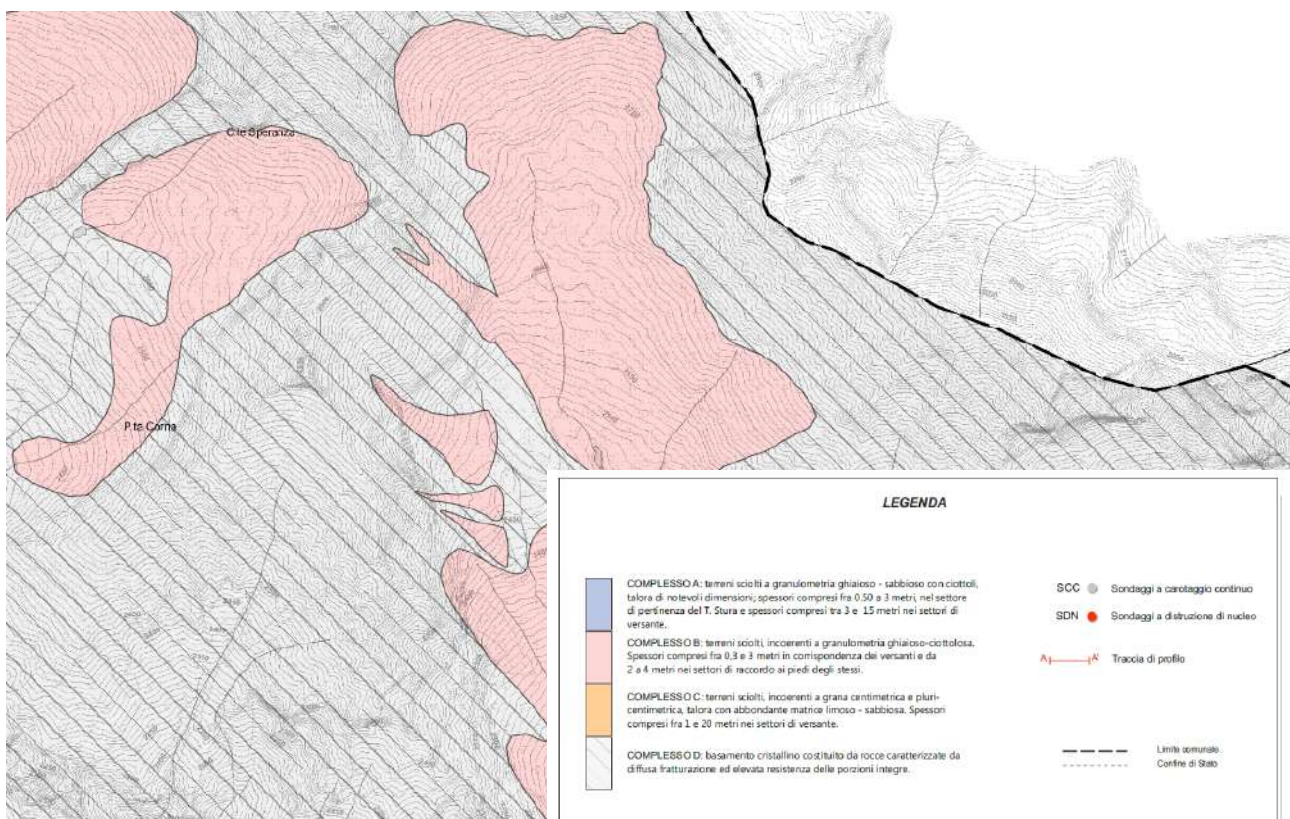 C.te Speranza
P.ta Corna
LEGENDA
COMPLESSO A: terreni sciolti a granulometria ghiaioso - sabbioso con ciottoli,
talora di notevoli dimensioni; spessori compresi fra 0.50 a 3 metri, nel settore
di pertinenza del T. Stura e spessori compresi tra 3 e 15 metri nei settori di
versante.
COMPLESSO B: terreni sciolti, incoerenti a granulometria ghiaioso-ciottolosa.
Spessori compresi fra 0,3 e 3 metri in corrispondenza dei versanti e da
2 a 4 metri nei settori di raccordo ai piedi degli stessi.
COMPLESSO C: terreni sciolti, incoerenti a grana centimetrica e pluri-
centimetrica, talora con abbondante matrice limoso - sabbiosa. Spessori
compresi fra 1 e 20 metri nei settori di versante.
COMPLESSO D: basamento cristallino costituito da rocce caratterizzate da
diffusa fratturazione ed elevata resistenza delle porzioni integre.
SCC Sondaggi a carotaggio continuo
SDN Sondaggi a distruzione di nucleo
A A' Traccia di profilo
Limite comunale
Confine di Stato